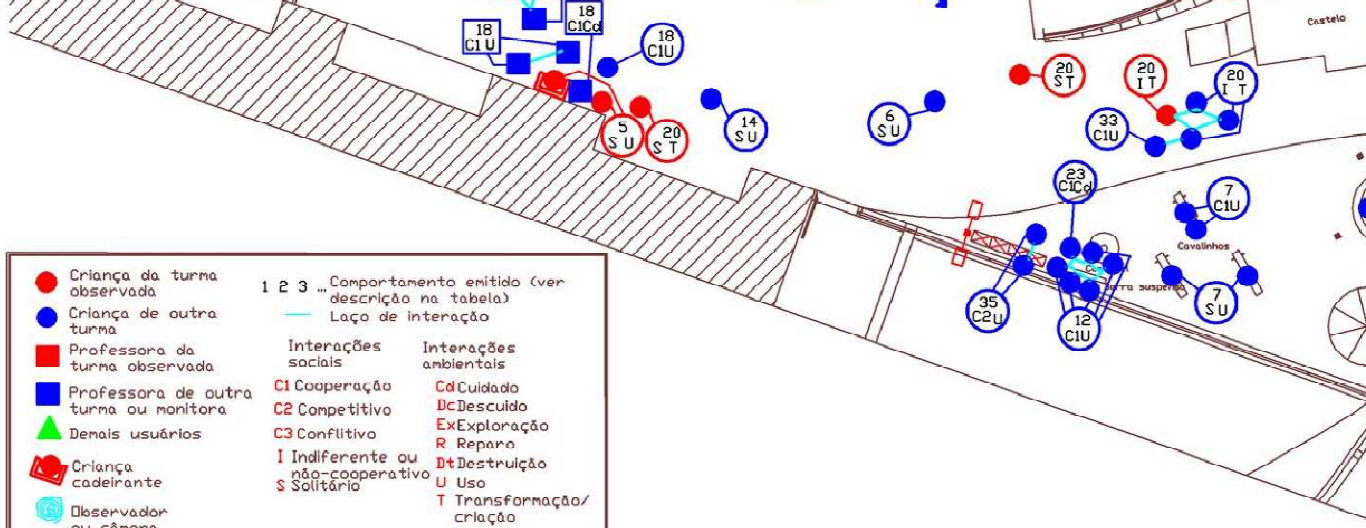 18
C1Cd
18
C1U
18
C1U
Castelo
20
ST
20
IT
20
IT
5
SU
20
ST
14
SU
6
SU
33
C1U
23
C1Cd
7
C1U
Cavalinhos
7
SU
35
C2U
12
C1U
Criança da turma
observada
Criança de outra
turma
Professora da
turma observada
Professora de outra
turma ou monitora
Demais usuários
Criança
cadeirante
Observador
ou câmera
1 2 3 ... Comportamento emitido (ver
descrição na tabela)
Laço de interação
Interações
sociais
C1 Cooperação
C2 Competitivo
C3 Conflitivo
I Indiferente ou
não-cooperativo
S Solitário
Interações
ambientais
Cd Cuidado
Dc Descuido
Ex Exploração
R Reparo
Dt Destruição
U Uso
T Transformação/
criação